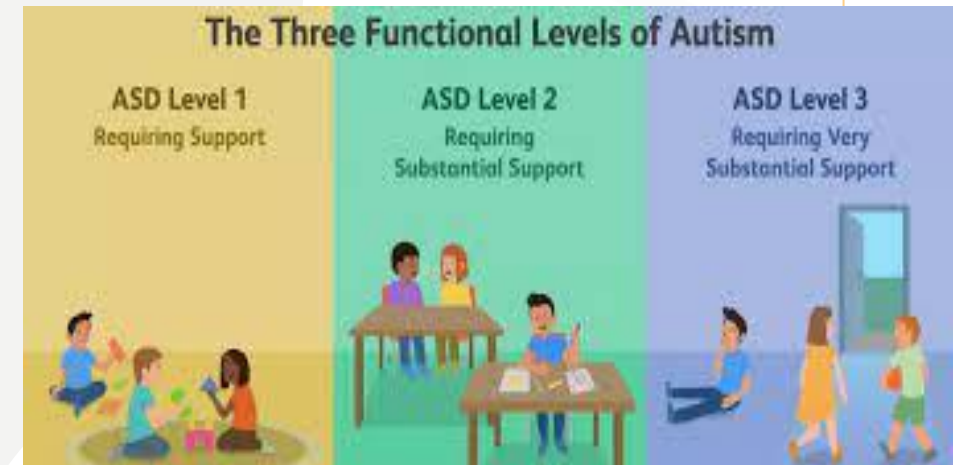 The Three Functional Levels of Autism
ASD Level 1
Requiring Support
ASD Level 2
Requiring
Substantial Support
ASD Level 3
Requiring Very
Substantial Support